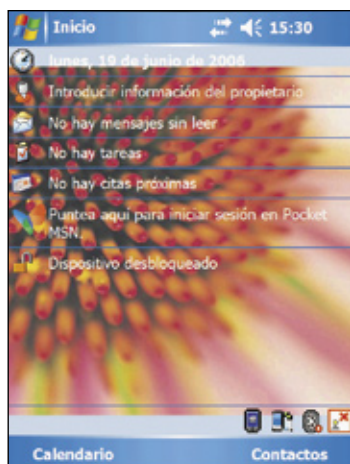 Inicio 15:30
lunes, 19 de junio de 2006
Introducir información del propietario
No hay mensajes sin leer
No hay tareas
No hay citas próximas
Puntea aquí para iniciar sesión en Pocket
MSN.
Dispositivo desbloqueado
Calendario Contactos